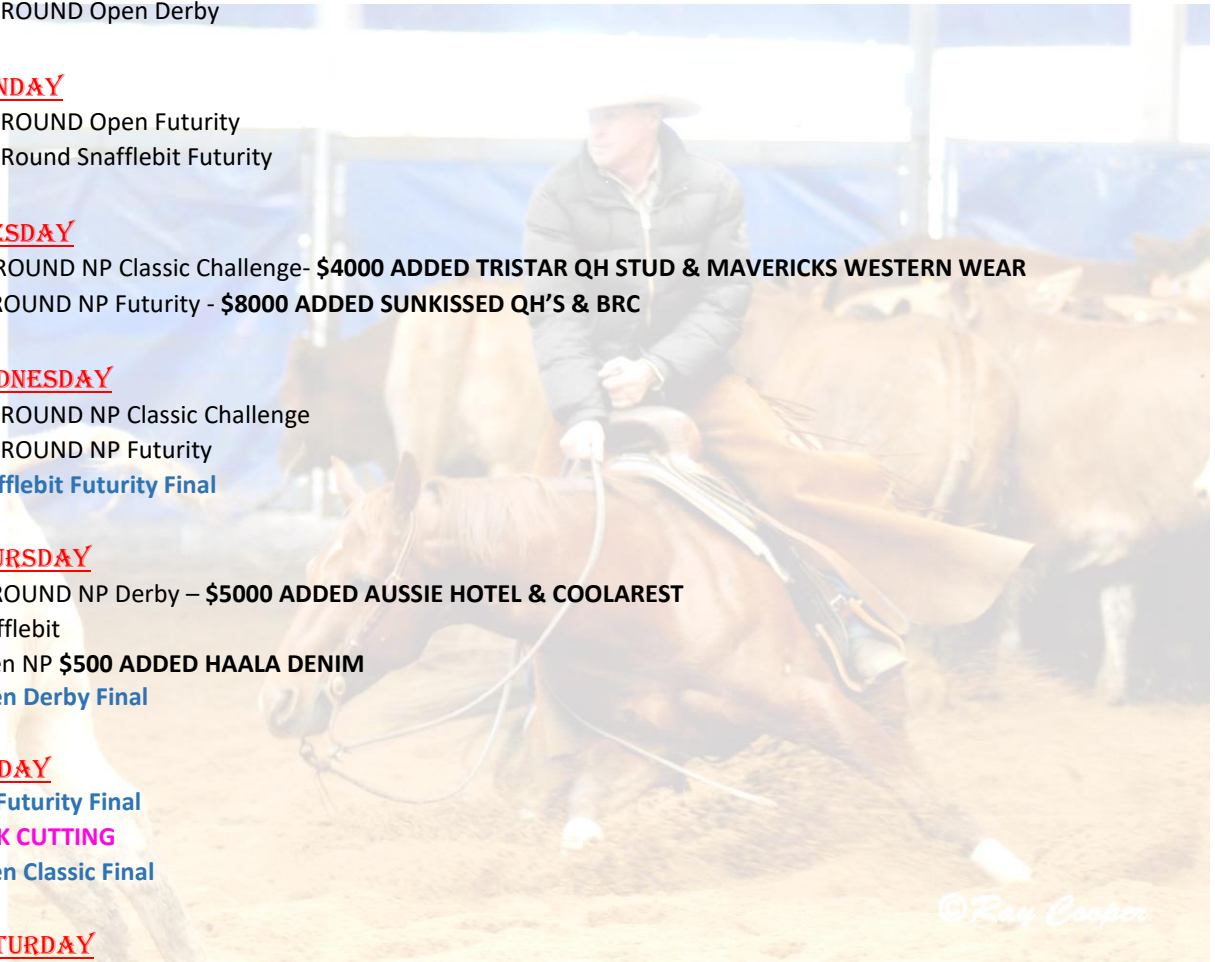 ROUND Open Derby
NDAY
ROUND Open Futurity
Round Snafflebit Futurity
ESDAY
ROUND NP Classic Challenge- $4000 ADDED TRISTAR QH STUD & MAVERICKS WESTERN WEAR
ROUND NP Futurity - $8000 ADDED SUNKISSED QH’S & BRC
DNESDAY
ROUND NP Classic Challenge
ROUND NP Futurity
fflebit Futurity Final
URSDAY
ROUND NP Derby – $5000 ADDED AUSSIE HOTEL & COOLAREST
fflebit
en NP $500 ADDED HAALA DENIM
en Derby Final
DAY
Futurity Final
K CUTTING
en Classic Final
TURDAY
©Ray Cooper